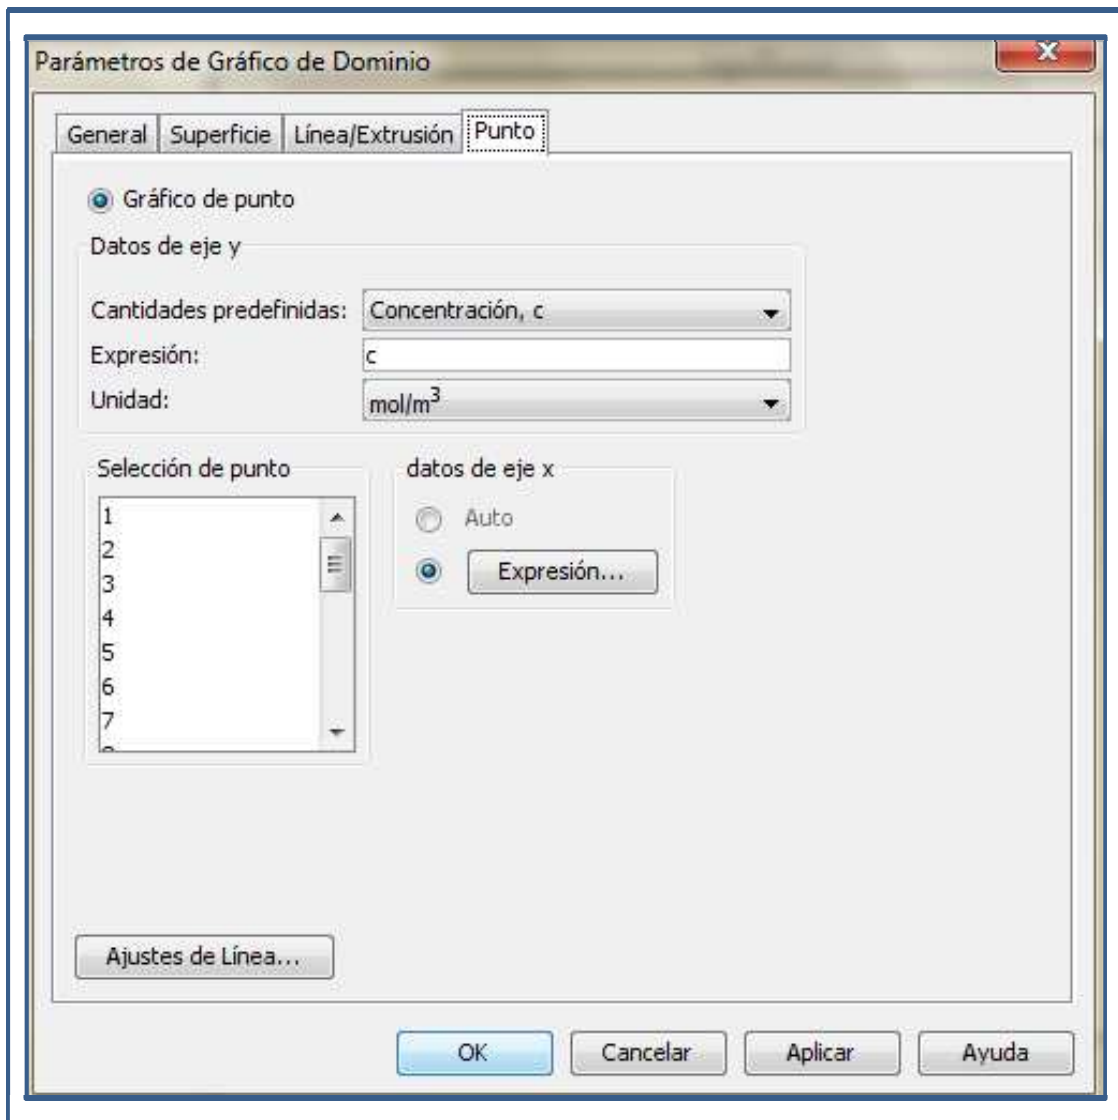 Parámetros de Gráfico de Dominio
General Superficie Línea/Extrusión Punto
Gráfico de punto
Datos de eje y
Cantidades predefinidas: Concentración, c
Expresión: c
Unidad: mol/m³
Selección de punto
1
2
3
4
5
6
7
datos de eje x
Auto
Expresión...
Ajustes de Línea...
OK Cancelar Aplicar Ayuda